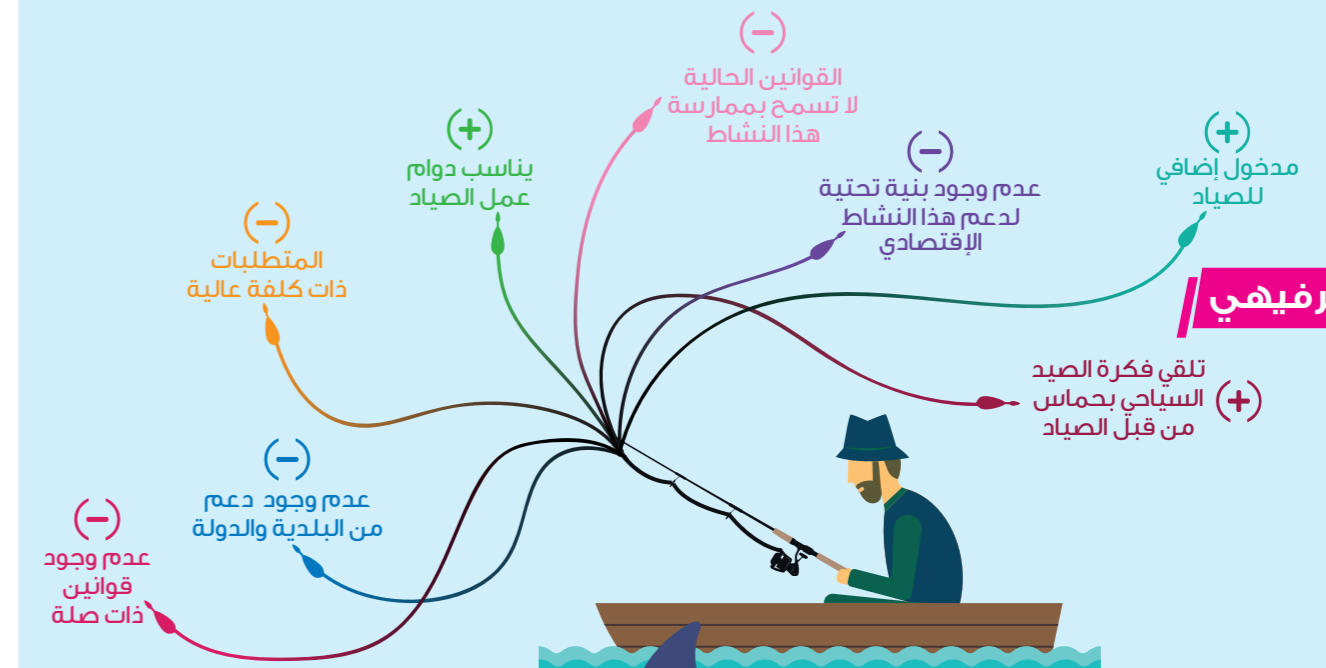 (-)
القوانين الحالية
لا تسمح بممارسة
هذا النشاط
(+)
مدخول إضافي
للصياد
(-)
عدم وجود بنية تحتية
لدعم هذا النشاط
الإقتصادي
(+)
يناسب دوام
عمل الصياد
(-)
المتطلبات
ذات كلفة عالية
رفيهي
(+)
تلقي فكرة الصيد
السياحي بحماس
من قبل الصياد
(-)
عدم وجود دعم
من البلدية والدولة
(-)
عدم وجود
قوانين
ذات صلة